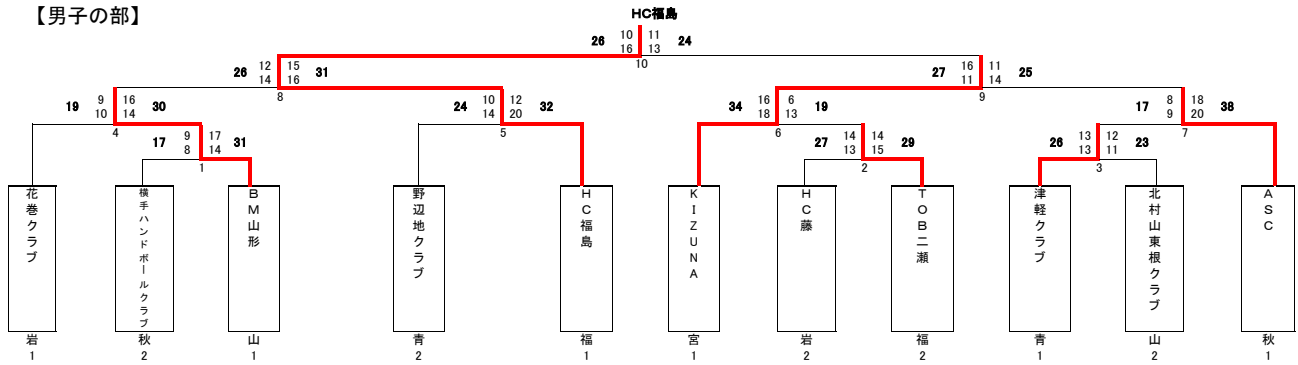 【男子の部】
HC福島
26 10 11 24
16 13
10
26 12 15 31
14 16
8
27 16 11 25
11 14
9
19 9 16 30
10 14
4
24 10 12 32
14 20
5
34 16 6 19
18 13
6
17 8 18 38
9 20
7
17 9 17 31
8 14
1
27 14 14 29
13 15
2
26 13 12 23
13 11
3
花巻クラブ
横手ハンドボールクラブ
BM山形
野辺地クラブ
HC福島
KIZUNA
HC藤
TOB二瀬
津軽クラブ
北村山東根クラブ
ASC
岩 秋 山 青 福 宮 岩 福 青 山 秋
1 2 1 2 1 1 2 2 1 2 1